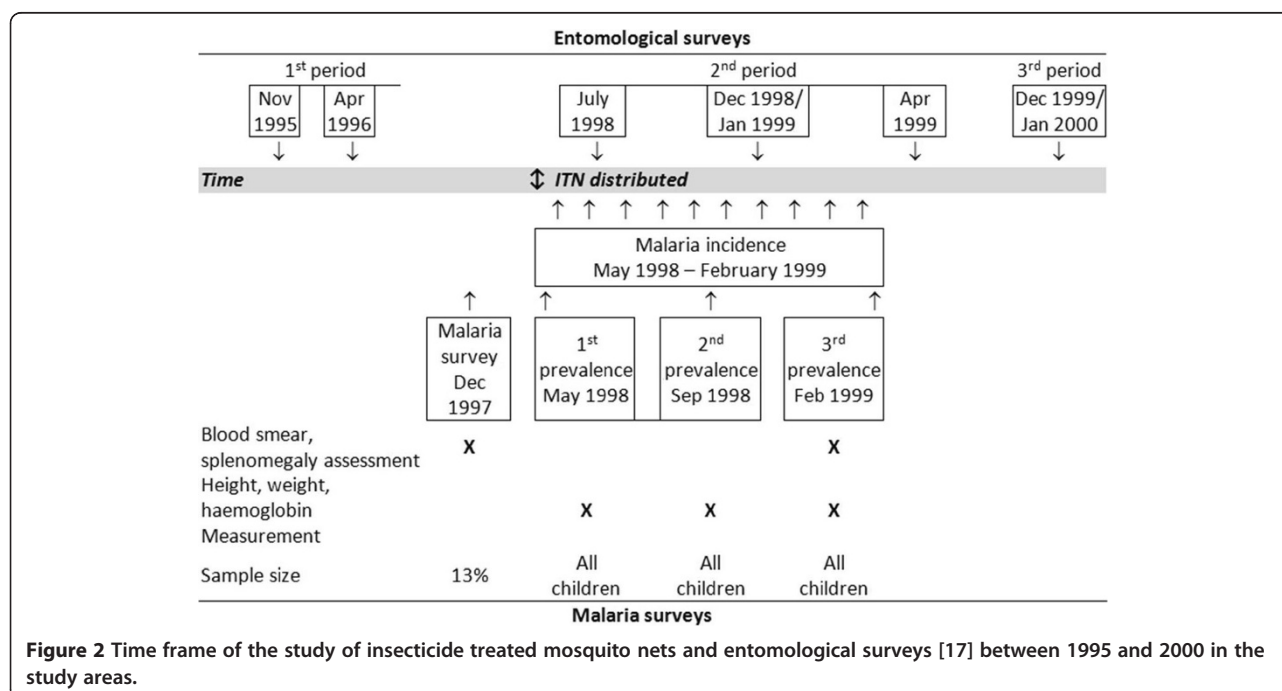 Entomological surveys
1st period 2nd period 3rd period
Nov 1995
Apr 1996
July 1998
Dec 1998/ Jan 1999
Apr 1999
Dec 1999/ Jan 2000
Time ITN distributed
Malaria incidence
May 1998 – February 1999
Malaria survey Dec 1997
1st prevalence May 1998
2nd prevalence Sep 1998
3rd prevalence Feb 1999
Blood smear,
splenomegaly assessment X X
Height, weight,
haemoglobin X X X
Measurement
Sample size 13% All children All children All children
Malaria surveys
Figure 2 Time frame of the study of insecticide treated mosquito nets and entomological surveys [17] between 1995 and 2000 in the
study areas.